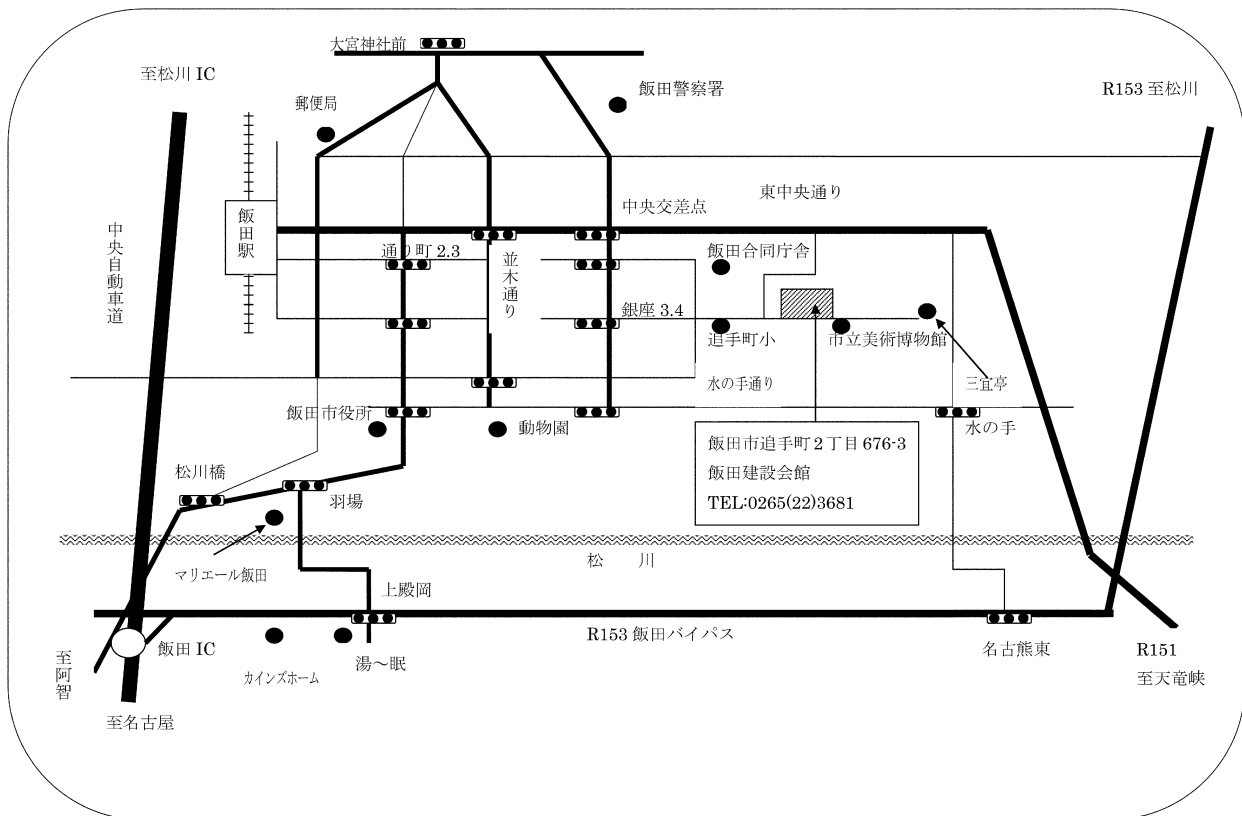 大宮神社前
至松川 IC
飯田警察署
R153 至松川
郵便局
東中央通り
中央交差点
飯田駅
中央自動車道
通り町 2.3
並木通り
飯田合同庁舎
銀座 3.4
追手町小
市立美術博物館
水の手通り
三宜亭
飯田市役所
動物園
水の手
飯田市追手町２丁目 676-3
飯田建設会館
TEL:0265(22)3681
松川橋
羽場
松　川
マリエール飯田
上殿岡
R153 飯田バイパス
飯田 IC
至阿智
カインズホーム
湯～眠
名古熊東
R151
至天竜峡
至名古屋